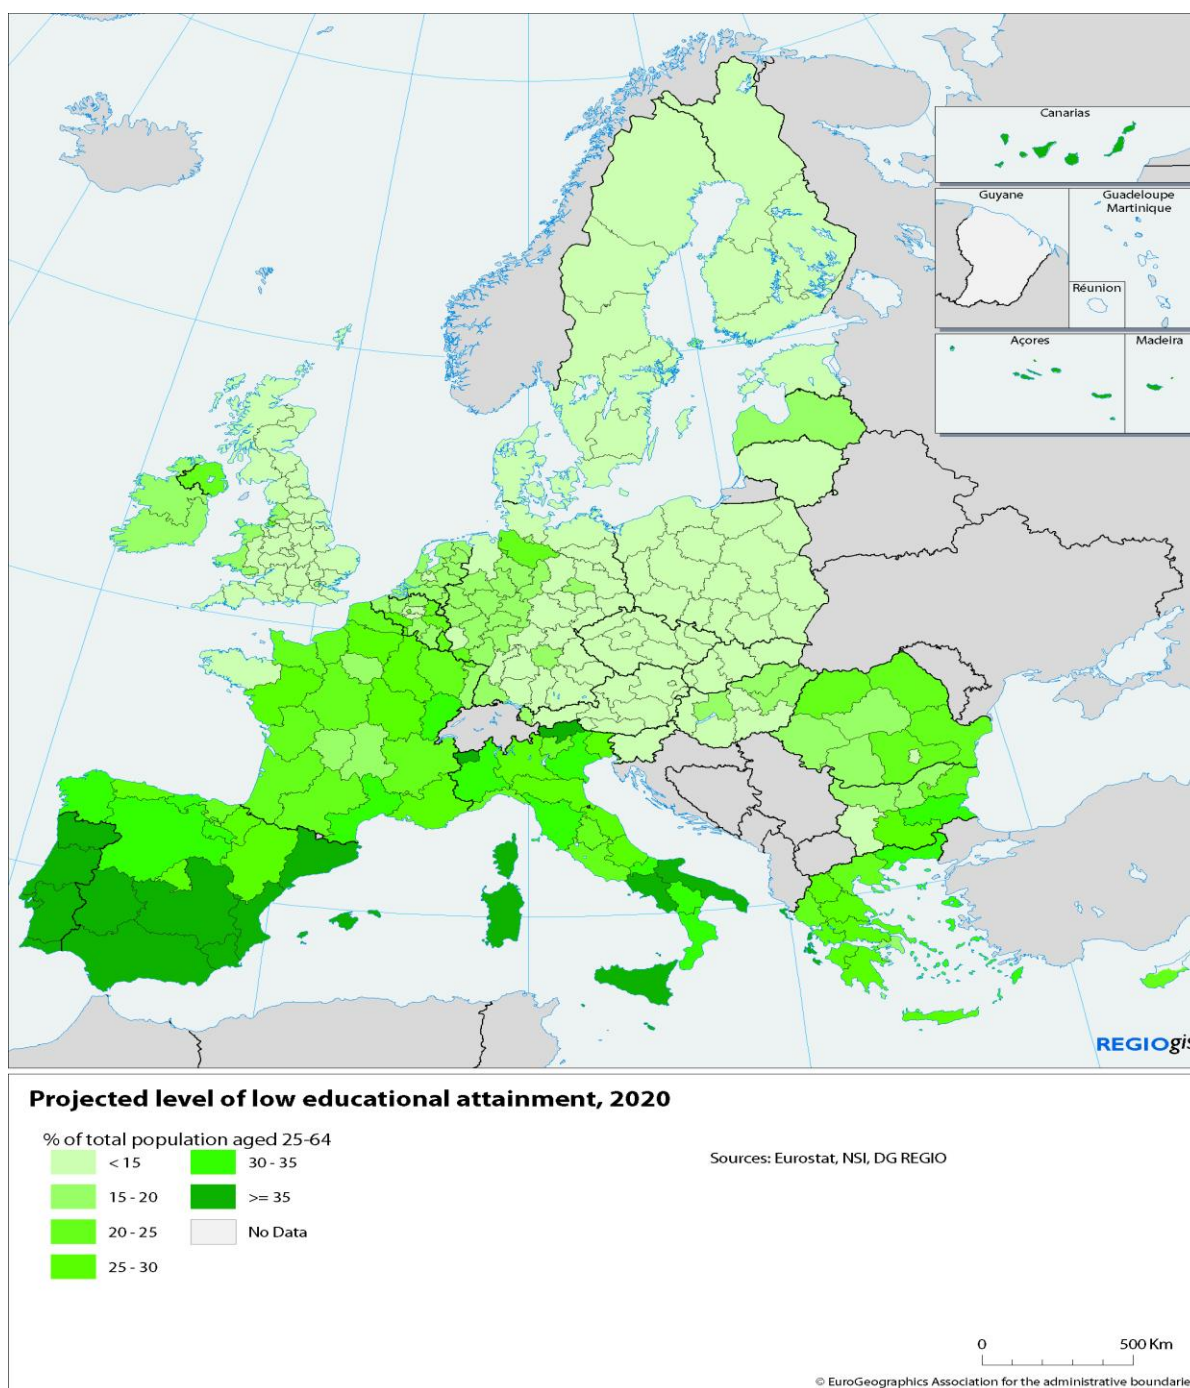 Canarias
Guyane
Guadeloupe
Martinique
Réunion
Açores
Madeira
REGIOgis
Projected level of low educational attainment, 2020
% of total population aged 25-64
< 15
15 - 20
20 - 25
25 - 30
30 - 35
>= 35
No Data
Sources: Eurostat, NSI, DG REGIO
0
500 Km
© EuroGeographics Association for the administrative boundarie